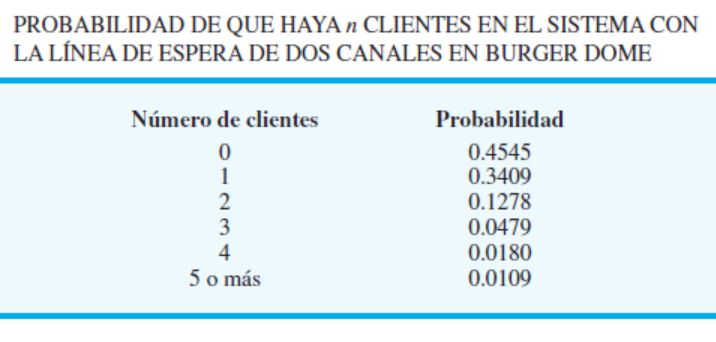 PROBABILIDAD DE QUE HAYA n CLIENTES EN EL SISTEMA CON
LA LÍNEA DE ESPERA DE DOS CANALES EN BURGER DOME
Número de clientes Probabilidad
0 0.4545
1 0.3409
2 0.1278
3 0.0479
4 0.0180
5 o más 0.0109